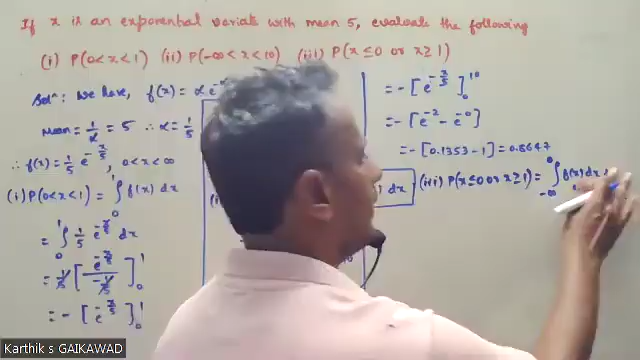 If x is an exponential variate with mean 5, evaluate the following
(i) P(0<x<1) (ii) P(-∞<x<10) (iii) P(x≤0 or x≥1)
Solⁿ: We have, f(x) = αe
Mean = 1/α = 5 ∴ α = 1/5
∴ f(x) = 1/5 e^{-x/5}, 0<x<∞
(i) P(0<x<1) = ∫₀¹ f(x) dx
= ∫₀¹ 1/5 e^{-x/5} dx
= 1/5 [e^{-x/5} / -1/5]₀¹
= -[e^{-x/5}]₀¹
dx
= -[e^{-x/5}]₀¹⁰
= -[e^{-2} - e^{-0}]
= -[0.1353-1] = 0.8647
(iii) P(x≤0 or x≥1) = ∫_{-∞}^{0} f(x) dx
Karthik s GAIKAWAD